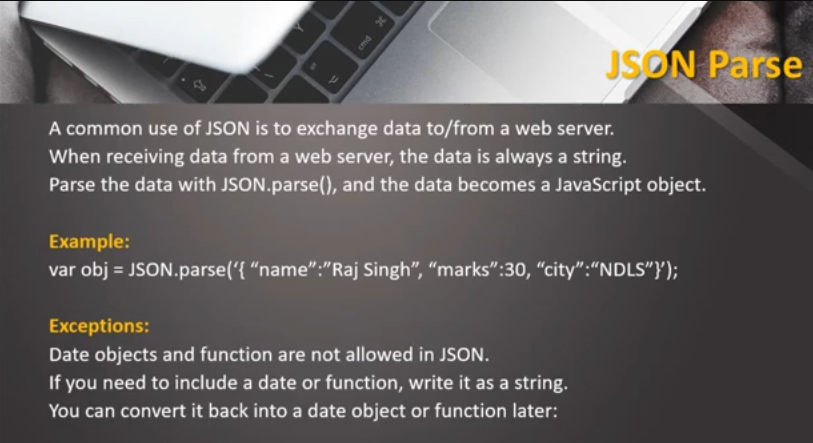 JSON Parse
A common use of JSON is to exchange data to/from a web server.
When receiving data from a web server, the data is always a string.
Parse the data with JSON.parse(), and the data becomes a JavaScript object.
Example:
var obj = JSON.parse(‘{ “name”:”Raj Singh”, “marks”:30, “city”:“NDLS”}’);
Exceptions:
Date objects and function are not allowed in JSON.
If you need to include a date or function, write it as a string.
You can convert it back into a date object or function later: